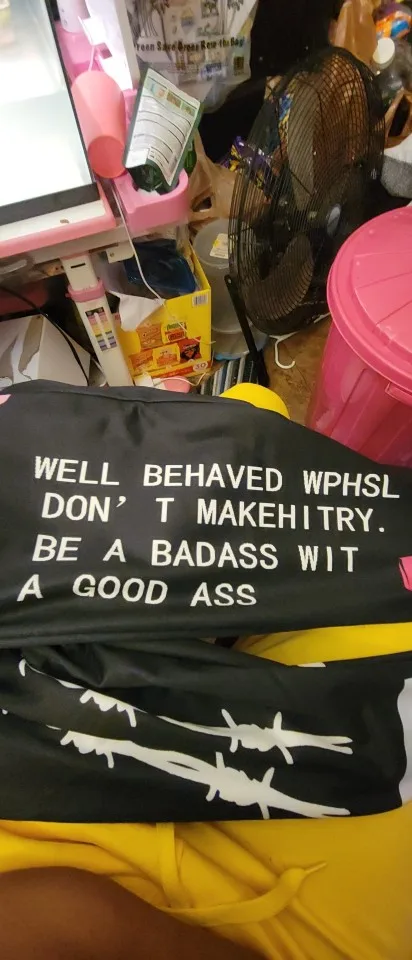 WELL BEHAVED WPHSL
DON'T MAKEHITRY.
BE A BADASS WIT
A GOOD ASS